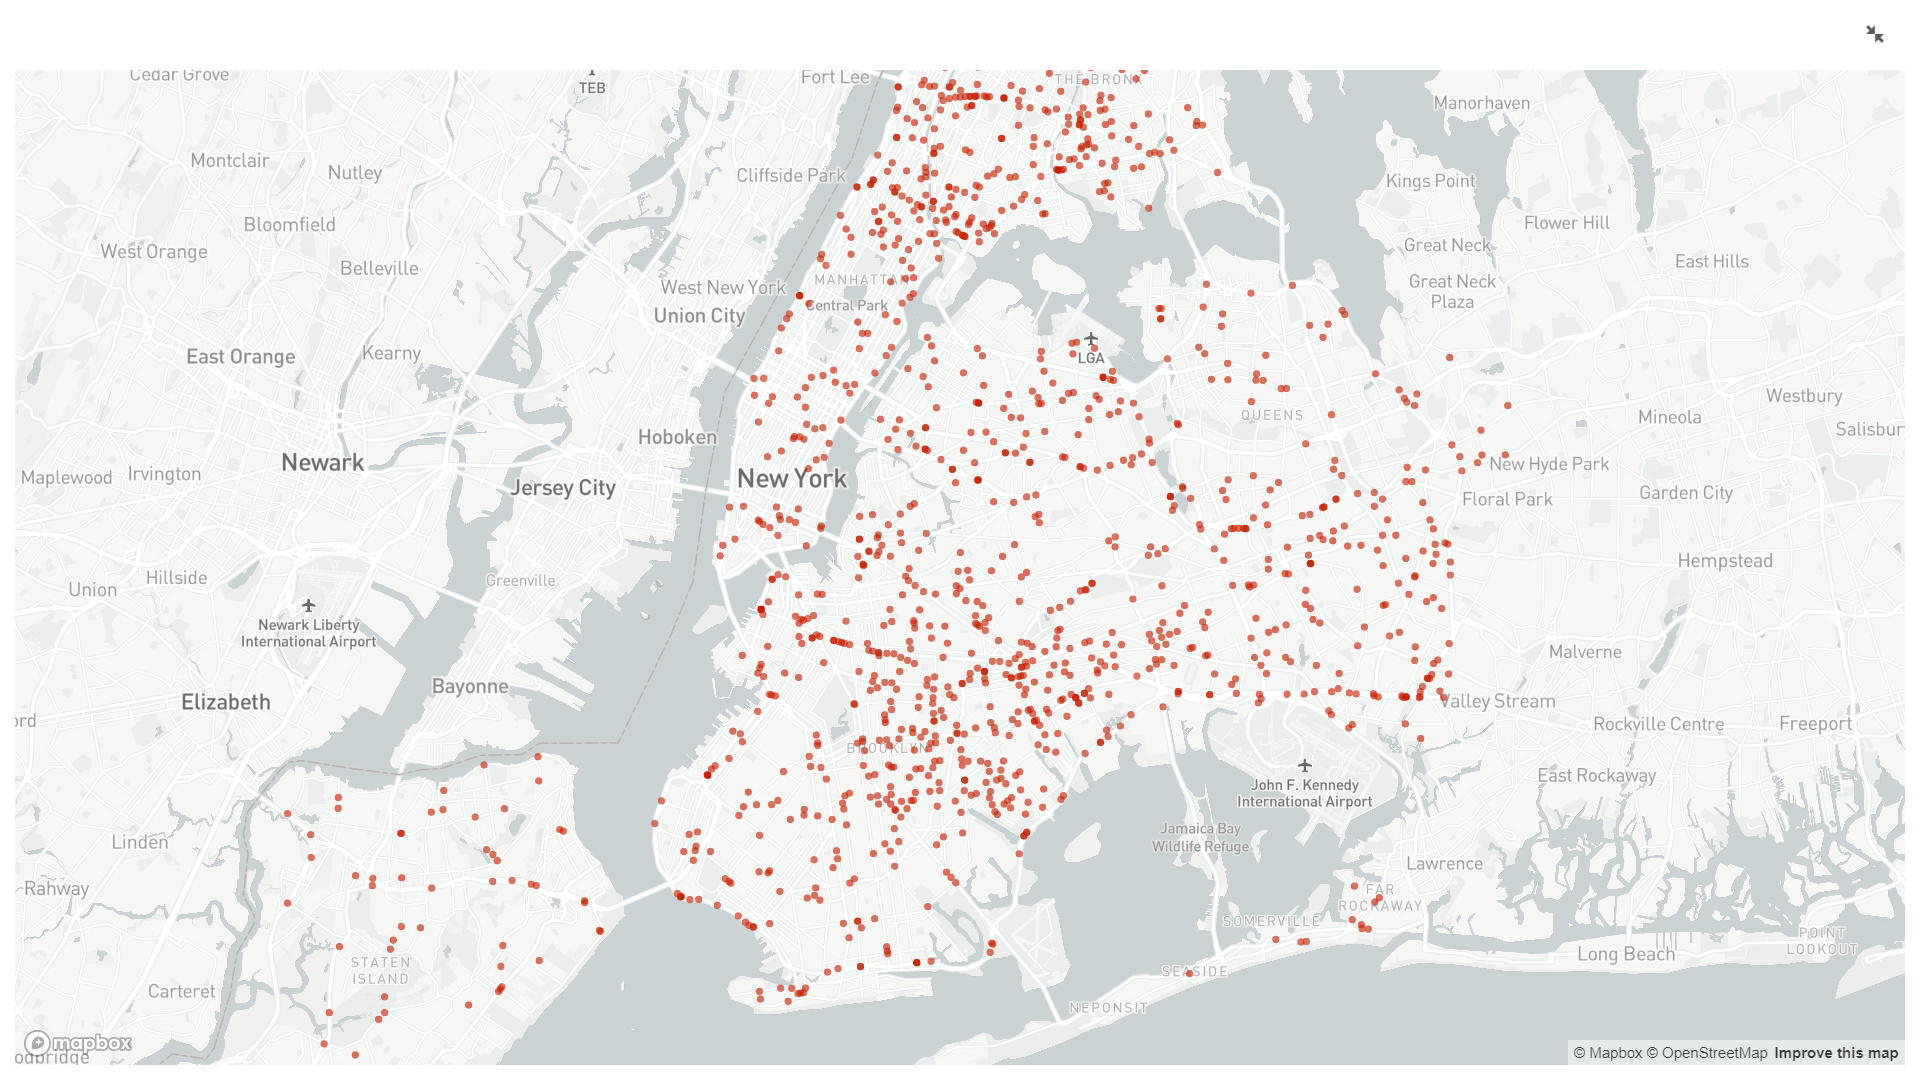 Cedar Grove
TEB
Fort Lee
THE BRONX
Manorhaven
Montclair
Nutley
Cliffside Park
Kings Point
Bloomfield
Flower Hill
West Orange
Belleville
Great Neck
East Hills
West New York
MANHATTAN
Great Neck
Plaza
Union City
Central Park
East Orange
Kearny
LGA
Westbury
Hoboken
QUEENS
Mineola
Salisbur
Newark
New York
New Hyde Park
Maplewood
Irvington
Jersey City
Floral Park
Garden City
Union
Hillside
Greenville
Hempstead
Newark Liberty
International Airport
Malverne
Elizabeth
Bayonne
Valley Stream
ord
Rockville Centre
Freeport
BROOKLYN
John F. Kennedy
International Airport
East Rockaway
Linden
Jamaica Bay
Wildlife Refuge
Lawrence
Rahway
FAR
ROCKAWAY
SOMERVILLE
POINT
LOOKOUT
STATEN
ISLAND
SEASIDE
Long Beach
Carteret
NEPONSIT
mapbox
oodbridge
© Mapbox © OpenStreetMap Improve this map